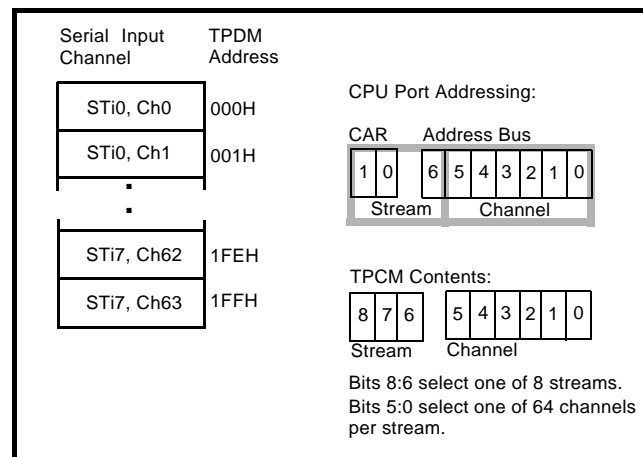 Serial Input Channel
TPDM Address
STi0, Ch0 000H
STi0, Ch1 001H
STi7, Ch62 1FEH
STi7, Ch63 1FFH
CPU Port Addressing:
CAR Address Bus
1 0 6 5 4 3 2 1 0
Stream Channel
TPCM Contents:
8 7 6 5 4 3 2 1 0
Stream Channel
Bits 8:6 select one of 8 streams.
Bits 5:0 select one of 64 channels
per stream.